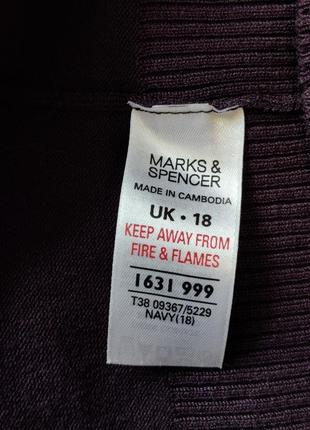 MARKS &
SPENCER
MADE IN CAMBODIA
UK • 18
KEEP AWAY FROM
FIRE & FLAMES
1631 999
T38 09367/5229
NAVY(18)